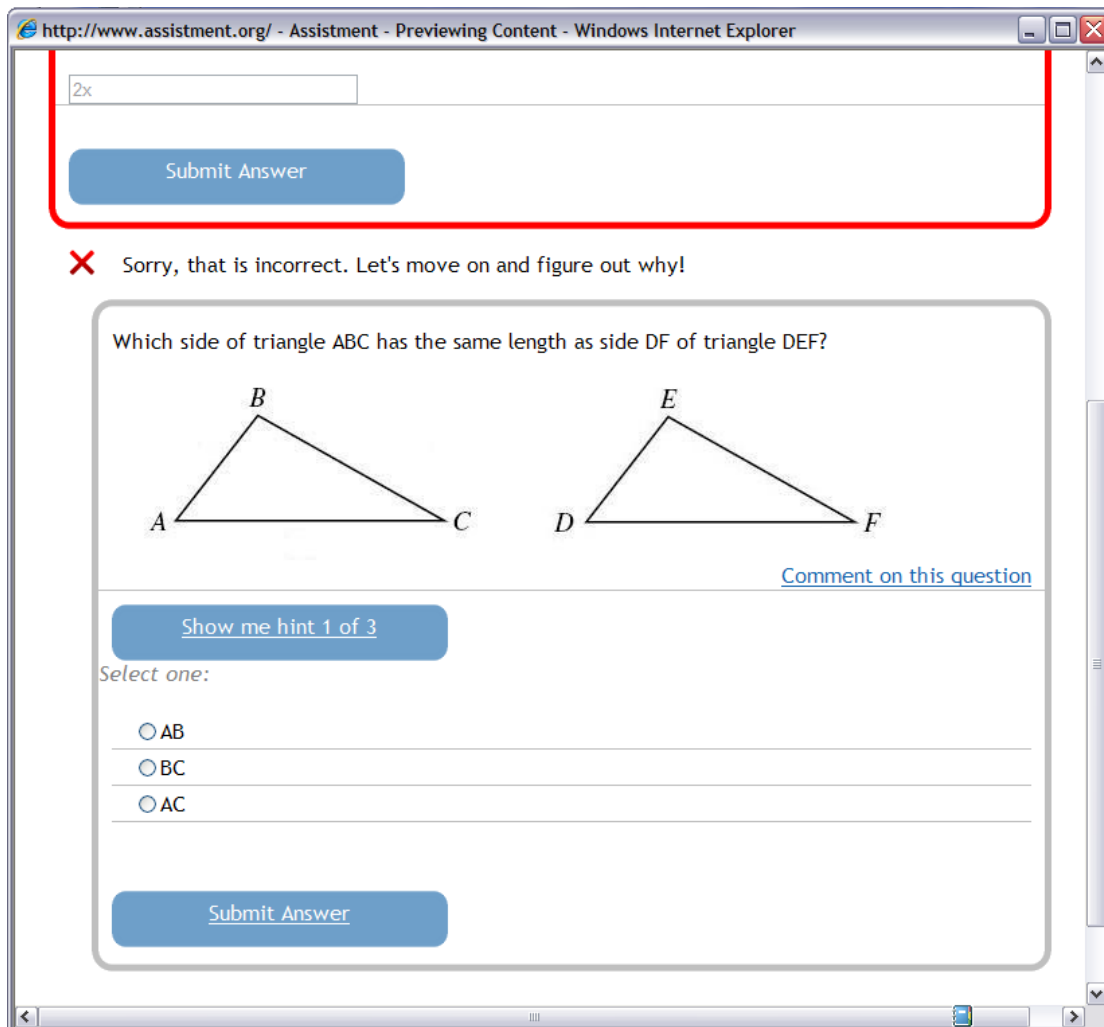 http://www.assistment.org/ - Assistment - Previewing Content - Windows Internet Explorer
2x
Submit Answer
Sorry, that is incorrect. Let's move on and figure out why!
Which side of triangle ABC has the same length as side DF of triangle DEF?
B
E
A
C
D
F
Comment on this question
Show me hint 1 of 3
Select one:
AB
BC
AC
Submit Answer